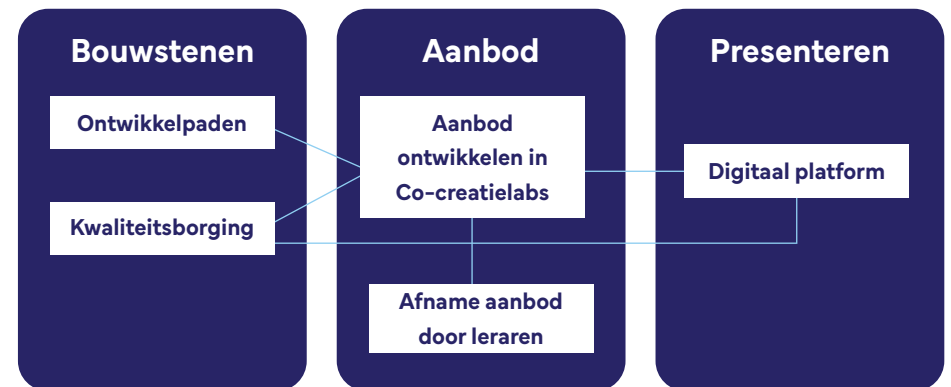 Bouwstenen
Ontwikkelpaden
Kwaliteitsborging
Aanbod
Aanbod
ontwikkelen in
Co-creatielabs
Afname aanbod
door leraren
Presenteren
Digitaal platform